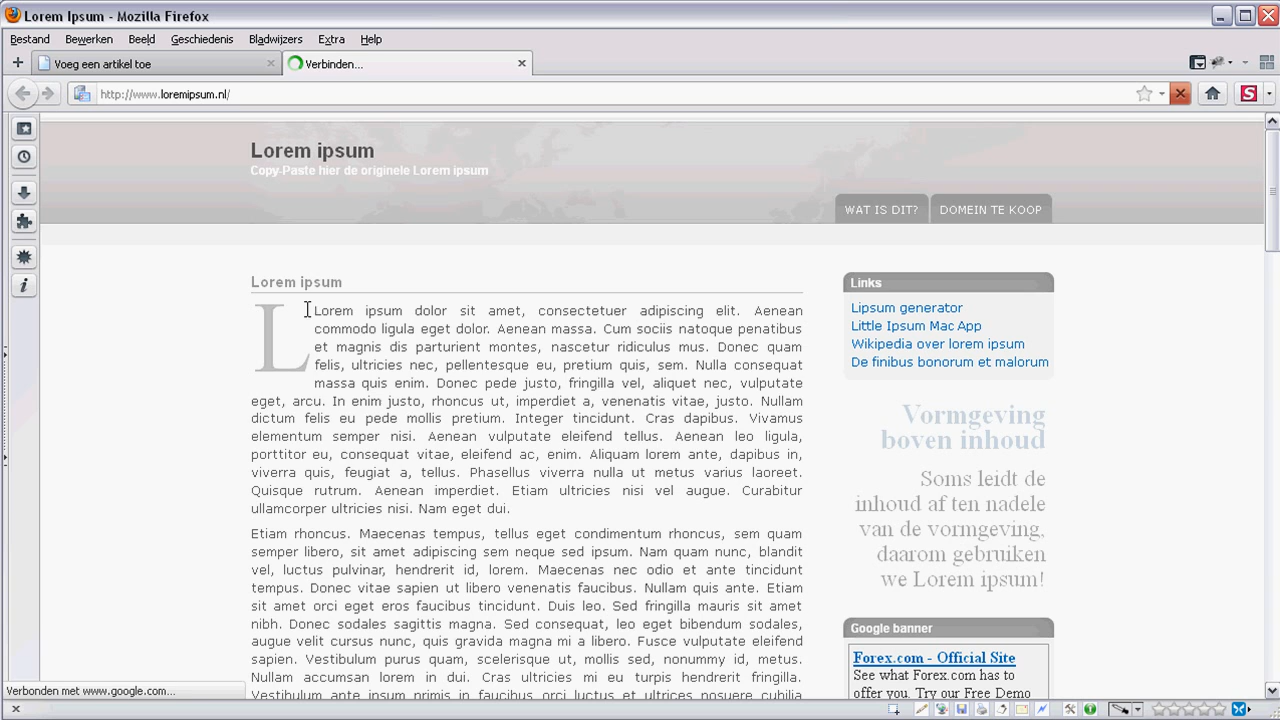 Lorem Ipsum - Mozilla Firefox
Bestand Bewerken Beeld Geschiedenis Bladwijzers Extra Help
Voeg een artikel toe
Verbinden...
http://www.loremipsum.nl/
Lorem ipsum
Copy-Paste hier de originele Lorem ipsum
WAT IS DIT? DOMEIN TE KOOP
Lorem ipsum
L
Lorem ipsum dolor sit amet, consectetuer adipiscing elit. Aenean
commodo ligula eget dolor. Aenean massa. Cum sociis natoque penatibus
et magnis dis parturient montes, nascetur ridiculus mus. Donec quam
felis, ultricies nec, pellentesque eu, pretium quis, sem. Nulla consequat
massa quis enim. Donec pede justo, fringilla vel, aliquet nec, vulputate
eget, arcu. In enim justo, rhoncus ut, imperdiet a, venenatis vitae, justo. Nullam
dictum felis eu pede mollis pretium. Integer tincidunt. Cras dapibus. Vivamus
elementum semper nisi. Aenean vulputate eleifend tellus. Aenean leo ligula,
porttitor eu, consequat vitae, eleifend ac, enim. Aliquam lorem ante, dapibus in,
viverra quis, feugiat a, tellus. Phasellus viverra nulla ut metus varius laoreet.
Quisque rutrum. Aenean imperdiet. Etiam ultricies nisi vel augue. Curabitur
ullamcorper ultricies nisi. Nam eget dui.
Etiam rhoncus. Maecenas tempus, tellus eget condimentum rhoncus, sem quam
semper libero, sit amet adipiscing sem neque sed ipsum. Nam quam nunc, blandit
vel, luctus pulvinar, hendrerit id, lorem. Maecenas nec odio et ante tincidunt
tempus. Donec vitae sapien ut libero venenatis faucibus. Nullam quis ante. Etiam
sit amet orci eget eros faucibus tincidunt. Duis leo. Sed fringilla mauris sit amet
nibh. Donec sodales sagittis magna. Sed consequat, leo eget bibendum sodales,
augue velit cursus nunc, quis gravida magna mi a libero. Fusce vulputate eleifend
sapien. Vestibulum purus quam, scelerisque ut, mollis sed, nonummy id, metus.
Nullam accumsan lorem in dui. Cras ultricies mi eu turpis hendrerit fringilla.
Vestibulum ante ipsum primis in faucibus orci luctus et ultrices posuere cubilia
Links
Lipsum generator
Little Ipsum Mac App
Wikipedia over lorem ipsum
De finibus bonorum et malorum
Vormgeving
boven inhoud
Soms leidt de
inhoud af ten nadele
van de vormgeving,
daarom gebruiken
we Lorem ipsum!
Google banner
Forex.com - Official Site
See what Forex.com has to
offer you. Try our Free Demo
Verbonden met www.google.com...